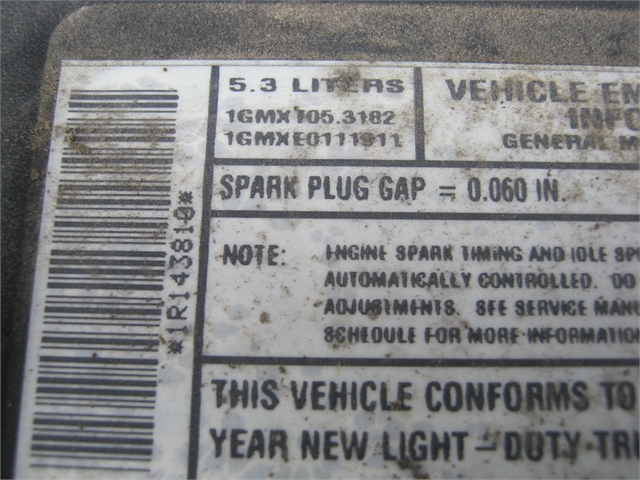 *1R143810*
5.3 LITERS
1GMXT05.3182
1GMXE0111911
VEHICLE EM
INFO
GENERAL M
SPARK PLUG GAP = 0.060 IN.
NOTE: ENGINE SPARK TIMING AND IDLE SP
AUTOMATICALLY CONTROLLED. DO
ADJUSTMENTS. SEE SERVICE MAN
SCHEDULE FOR MORE INFORMATIO
THIS VEHICLE CONFORMS TO
YEAR NEW LIGHT-DUTY TR